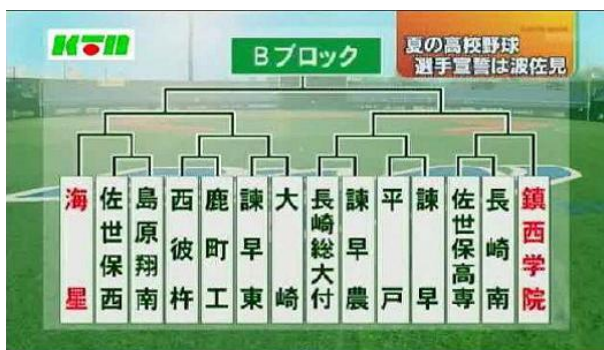 KTN
Bブロック
夏の高校野球
選手宣誓は波佐見
海星
佐世保西
島原翔南
西彼杵
鹿町工
諫早東
大崎
長崎総大付
諫早農
平戸
諫早
佐世保高専
長崎南
鎮西学院